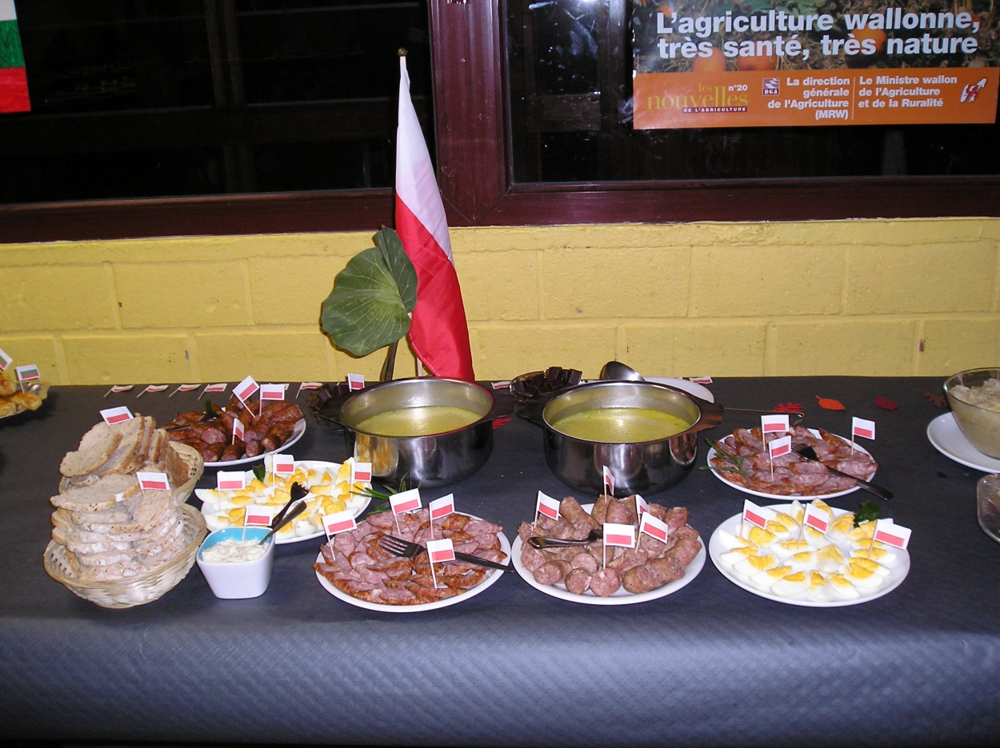 L'agriculture wallonne,
très santé, très nature
les
nouvelles n°20
DE L'AGRICULTURE
DGA
La direction
générale
de l'Agriculture
(MRW)
Le Ministre wallon
de l'Agriculture
et de la Ruralité